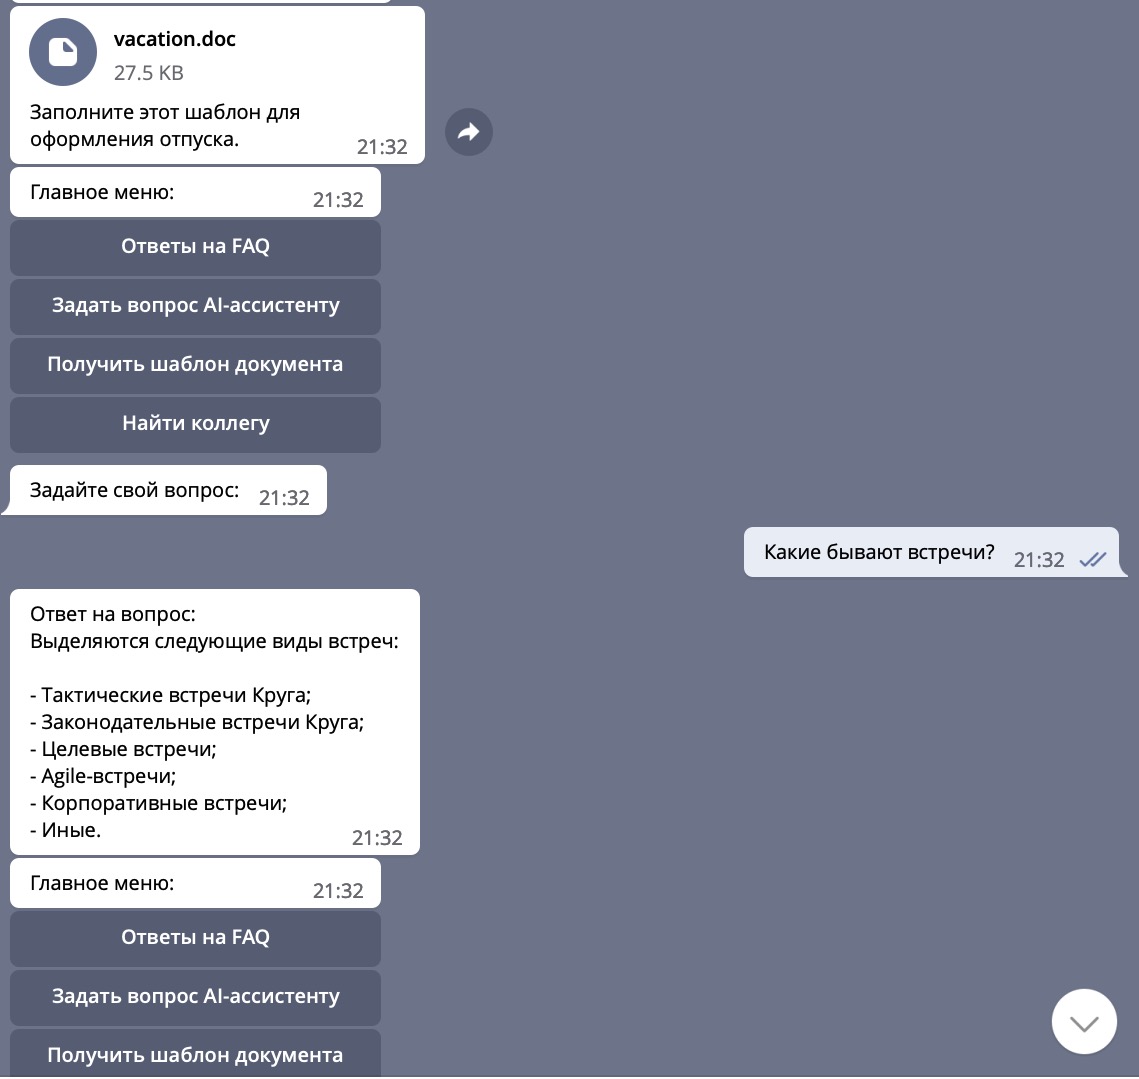 vacation.doc
27.5 KB
Заполните этот шаблон для
оформления отпуска.
21:32
Главное меню:
21:32
Ответы на FAQ
Задать вопрос AI-ассистенту
Получить шаблон документа
Найти коллегу
Задайте свой вопрос:
21:32
Какие бывают встречи?
21:32
Ответ на вопрос:
Выделяются следующие виды встреч:
- Тактические встречи Круга;
- Законодательные встречи Круга;
- Целевые встречи;
- Agile-встречи;
- Корпоративные встречи;
- Иные.
21:32
Главное меню:
21:32
Ответы на FAQ
Задать вопрос AI-ассистенту
Получить шаблон документа